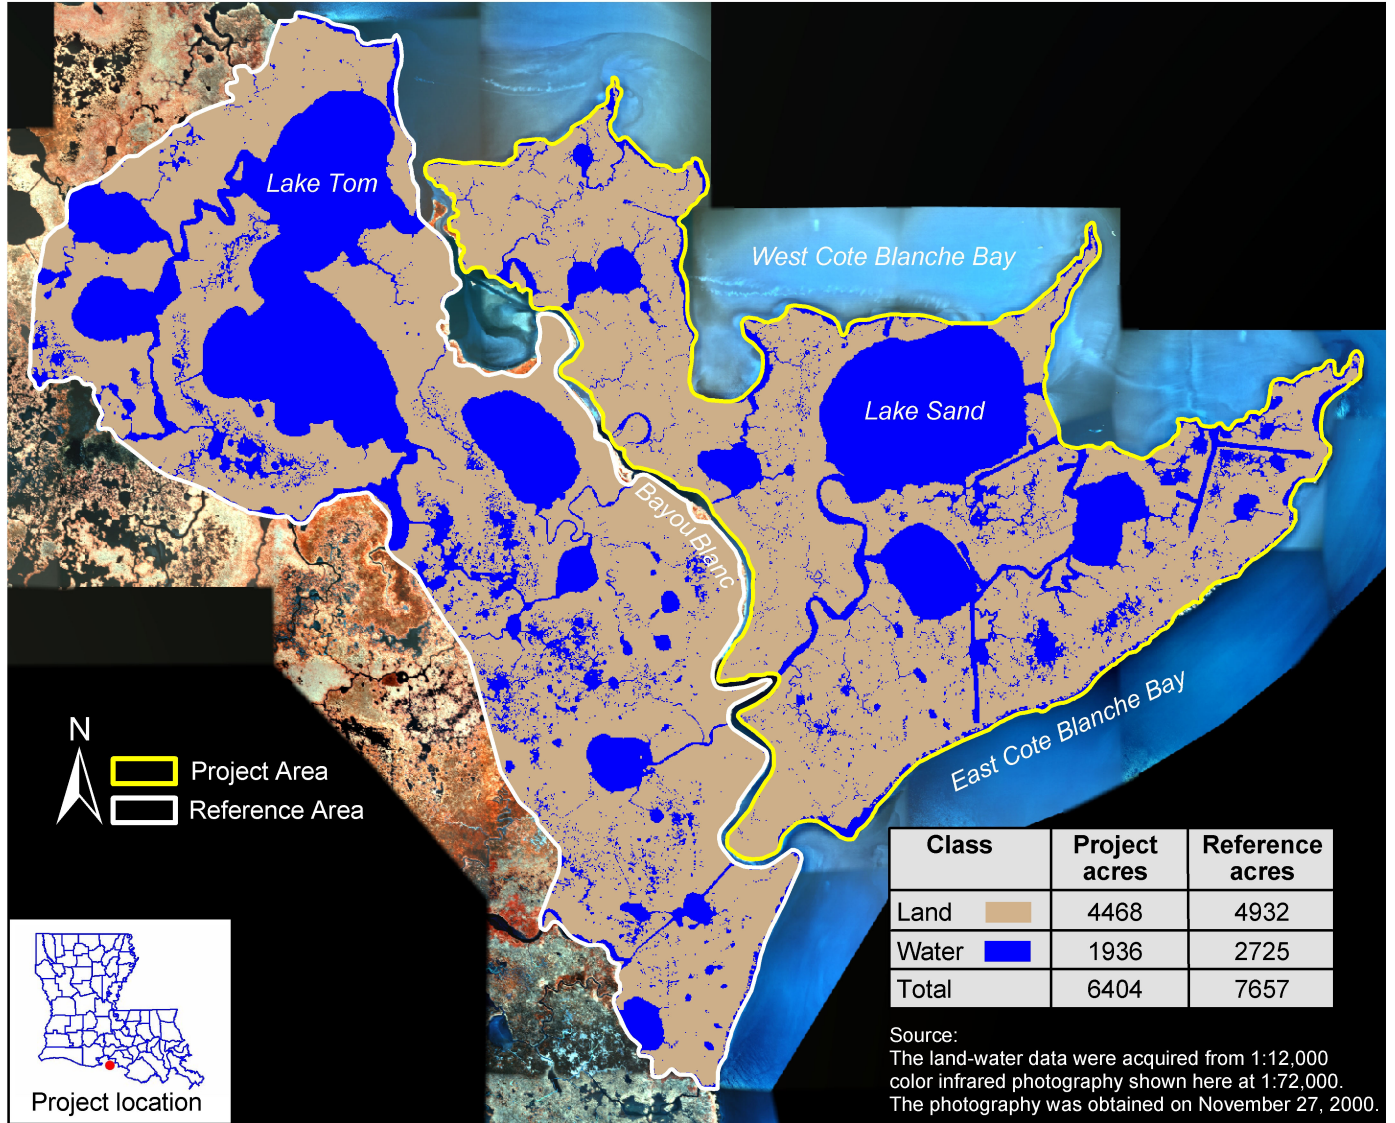 Lake Tom
West Cote Blanche Bay
Lake Sand
Bayou Blanc
East Cote Blanche Bay
N
Project Area
Reference Area
Class Project acres Reference acres
Land 4468 4932
Water 1936 2725
Total 6404 7657
Source:
The land-water data were acquired from 1:12,000
color infrared photography shown here at 1:72,000.
The photography was obtained on November 27, 2000.
Project location